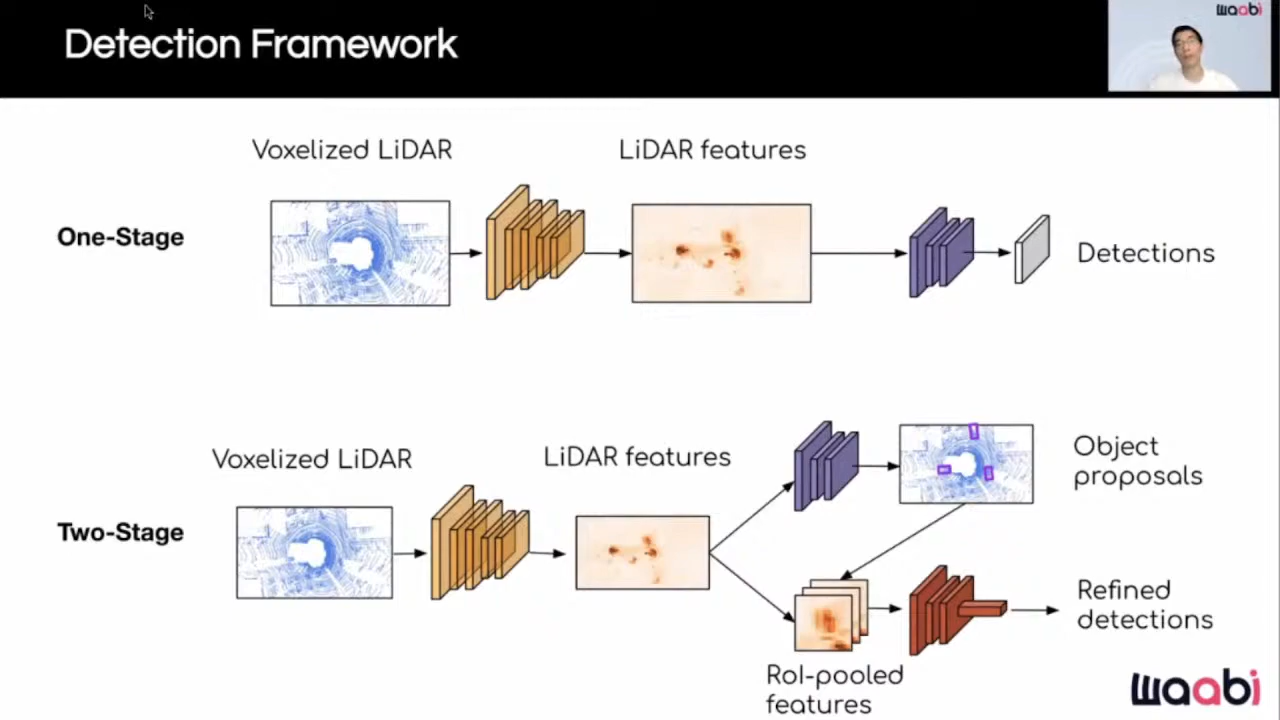 waabi
Detection Framework
Voxelized LiDAR
LiDAR features
One-Stage
Detections
Voxelized LiDAR
LiDAR features
Object
proposals
Two-Stage
Refined
detections
RoI-pooled
features
waabi